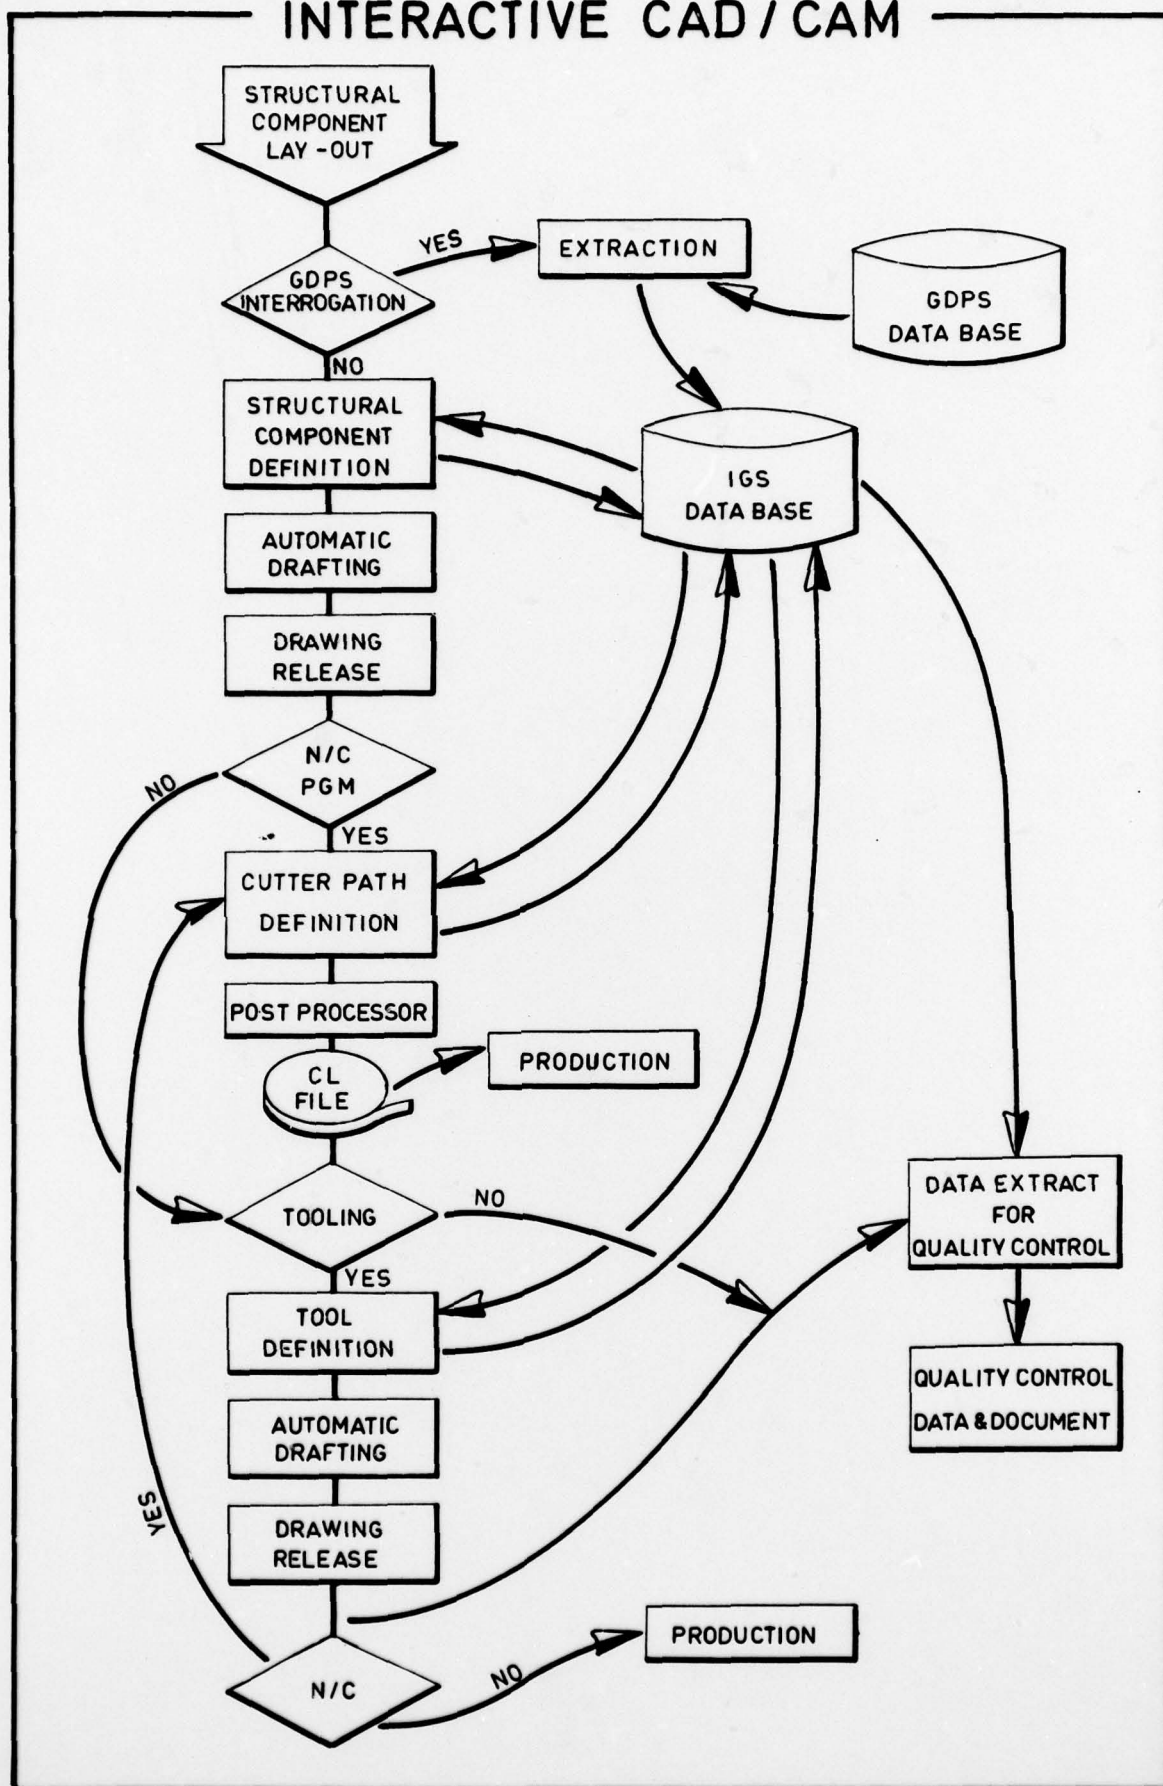 INTERACTIVE CAD / CAM
STRUCTURAL
COMPONENT
LAY-OUT
GDPS
INTERROGATION
YES
EXTRACTION
GDPS
DATA BASE
NO
STRUCTURAL
COMPONENT
DEFINITION
IGS
DATA BASE
AUTOMATIC
DRAFTING
DRAWING
RELEASE
N/C
PGM
NO
YES
CUTTER PATH
DEFINITION
POST PROCESSOR
CL
FILE
PRODUCTION
TOOLING
NO
YES
DATA EXTRACT
FOR
QUALITY CONTROL
TOOL
DEFINITION
QUALITY CONTROL
DATA & DOCUMENT
AUTOMATIC
DRAFTING
DRAWING
RELEASE
YES
N/C
NO
PRODUCTION